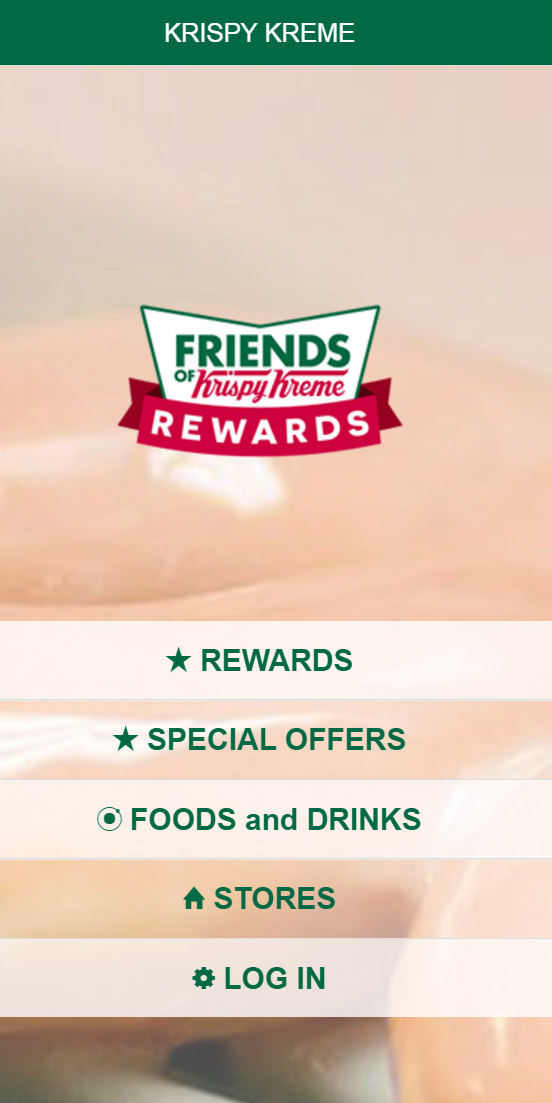 KRISPY KREME
FRIENDS
OF Krispy Kreme
REWARDS
★ REWARDS
★ SPECIAL OFFERS
FOODS and DRINKS
STORES
LOG IN